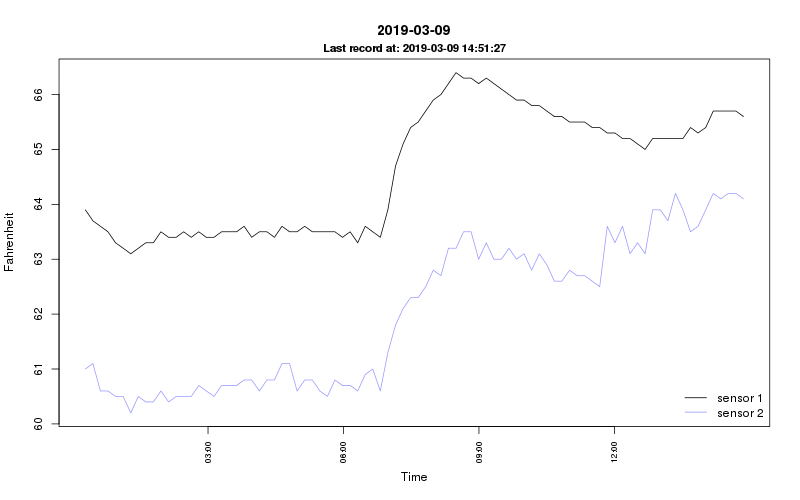 2019-03-09
Last record at: 2019-03-09 14:51:27
Fahrenheit
66
65
64
63
62
61
60
sensor 1
sensor 2
03:00
06:00
09:00
12:00
Time